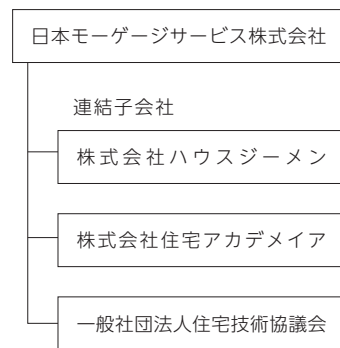 日本モーゲージサービス株式会社
連結子会社
株式会社ハウスジーメン
株式会社住宅アカデメイア
一般社団法人住宅技術協議会